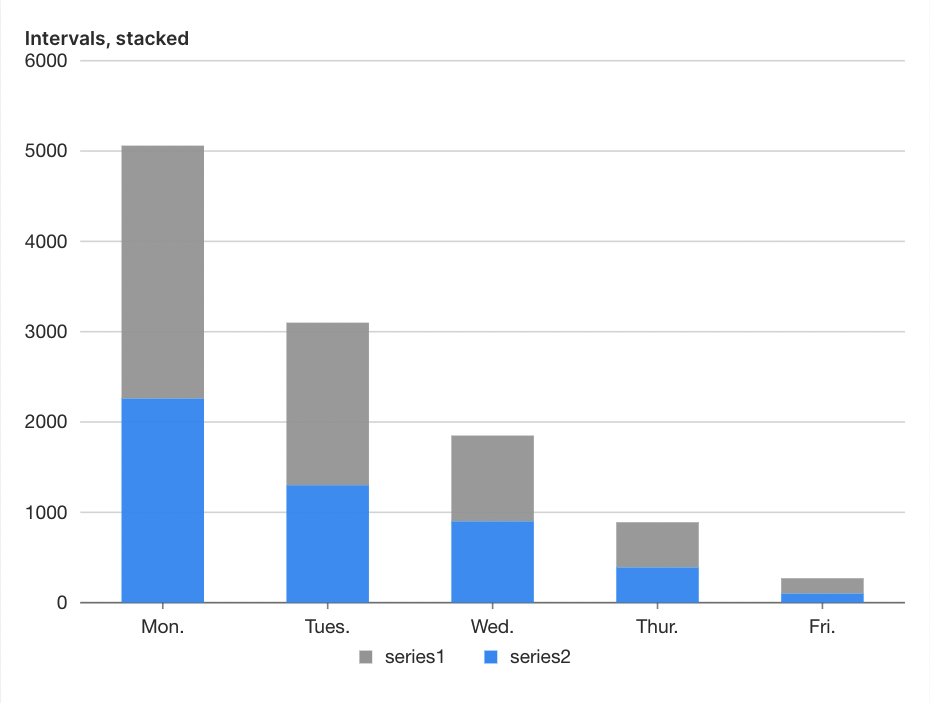 Intervals, stacked
6000
5000
4000
3000
2000
1000
0
Mon. Tues. Wed. Thur. Fri.
series1 series2